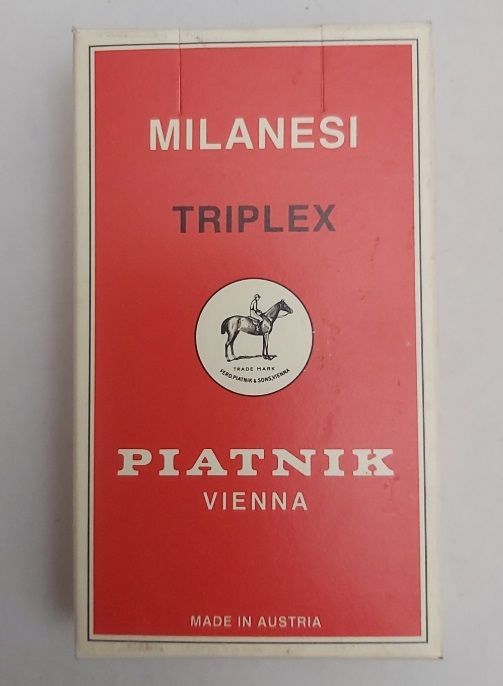 MILANESI
TRIPLEX
TRADE MARK
FERD. PIATNIK & SONS, VIENNA
PIATNIK
VIENNA
MADE IN AUSTRIA